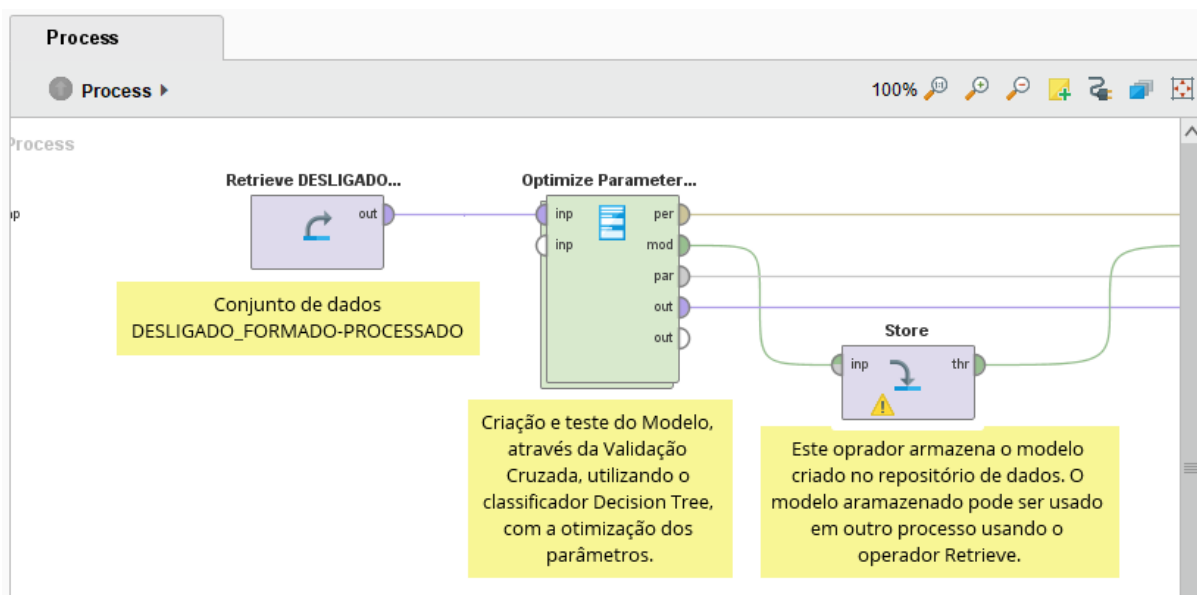 Process
Process
100%
Process
np
Retrieve DESLIGADO...
out
Conjunto de dados
DESLIGADO_FORMADO-PROCESSADO
Optimize Parameter...
inp
per
inp
mod
par
out
out
Criação e teste do Modelo,
através da Validação
Cruzada, utilizando o
classificador Decision Tree,
com a otimização dos
parâmetros.
Store
inp
thr
Este oprador armazena o modelo
criado no repositório de dados. O
modelo aramazenado pode ser usado
em outro processo usando o
operador Retrieve.